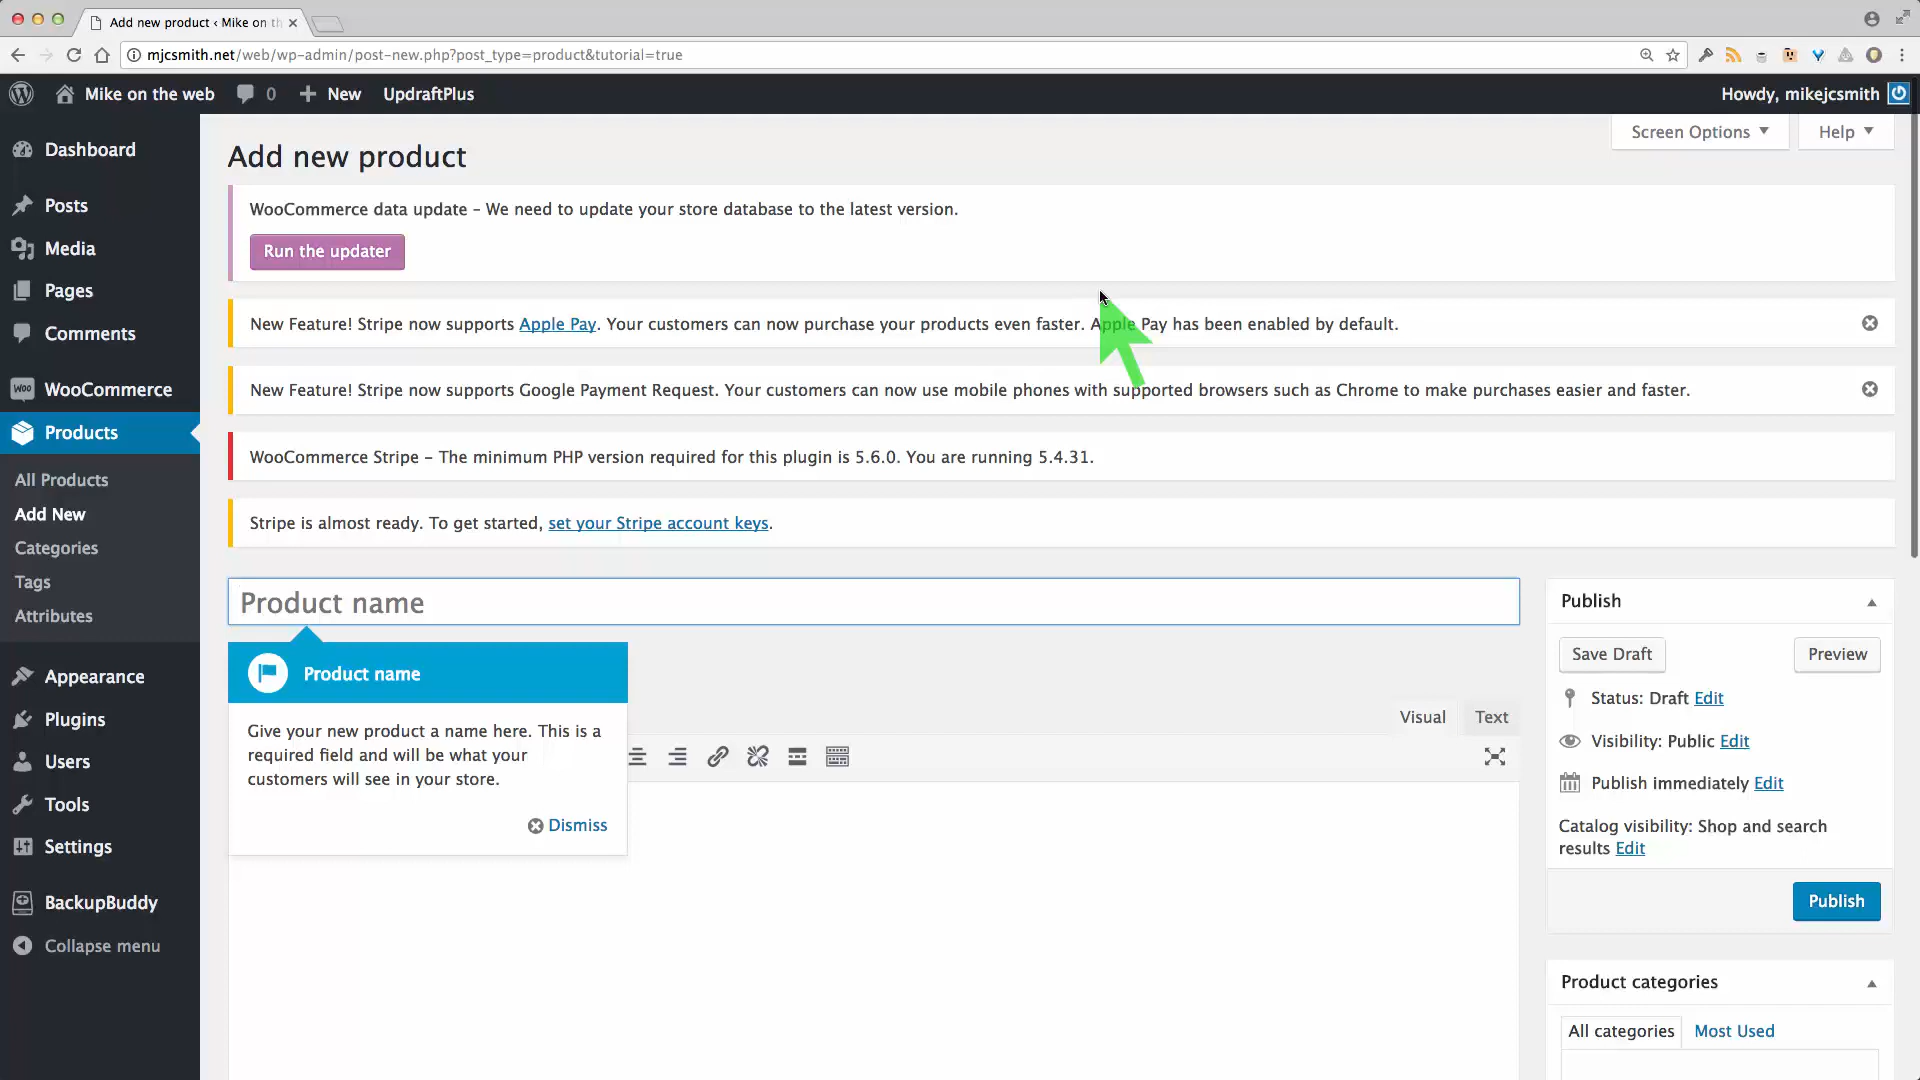 Add new product ‹ Mike on th
mjcsmith.net/web/wp-admin/post-new.php?post_type=product&tutorial=true
Mike on the web
0
New
UpdraftPlus
Howdy, mikejcsmith
Dashboard
Posts
Media
Pages
Comments
Woo
WooCommerce
Products
All Products
Add New
Categories
Tags
Attributes
Appearance
Plugins
Users
Tools
Settings
BackupBuddy
Collapse menu
Screen Options
Help
Add new product
WooCommerce data update – We need to update your store database to the latest version.
Run the updater
New Feature! Stripe now supports Apple Pay. Your customers can now purchase your products even faster. Apple Pay has been enabled by default.
New Feature! Stripe now supports Google Payment Request. Your customers can now use mobile phones with supported browsers such as Chrome to make purchases easier and faster.
WooCommerce Stripe – The minimum PHP version required for this plugin is 5.6.0. You are running 5.4.31.
Stripe is almost ready. To get started, set your Stripe account keys.
Product name
Product name
Give your new product a name here. This is a
required field and will be what your
customers will see in your store.
Dismiss
Visual
Text
Publish
Save Draft
Preview
Status: Draft Edit
Visibility: Public Edit
Publish immediately Edit
Catalog visibility: Shop and search
results Edit
Publish
Product categories
All categories
Most Used